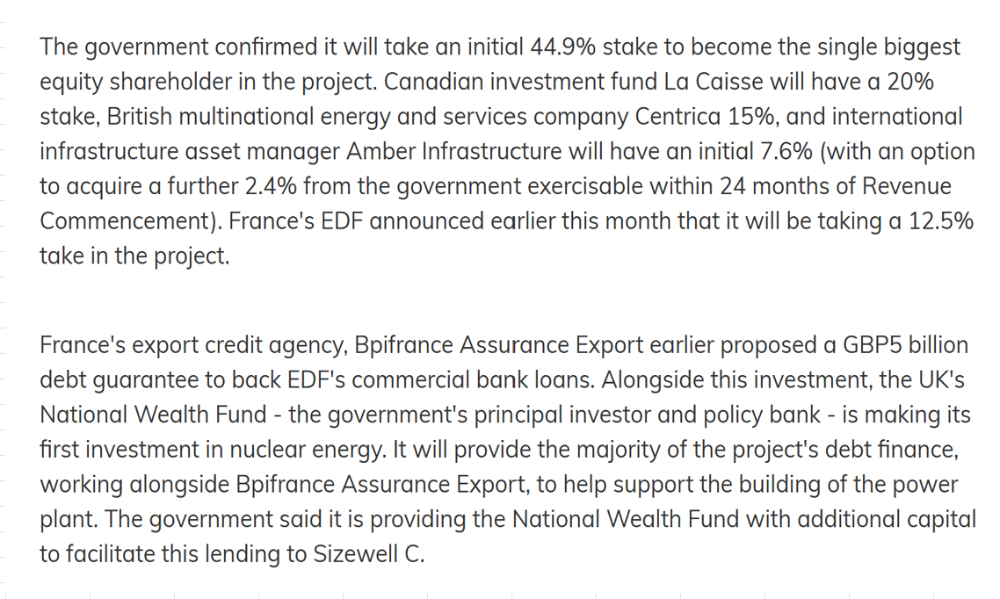 The government confirmed it will take an initial 44.9% stake to become the single biggest
equity shareholder in the project. Canadian investment fund La Caisse will have a 20%
stake, British multinational energy and services company Centrica 15%, and international
infrastructure asset manager Amber Infrastructure will have an initial 7.6% (with an option
to acquire a further 2.4% from the government exercisable within 24 months of Revenue
Commencement). France's EDF announced earlier this month that it will be taking a 12.5%
take in the project.
France's export credit agency, Bpifrance Assurance Export earlier proposed a GBP5 billion
debt guarantee to back EDF's commercial bank loans. Alongside this investment, the UK's
National Wealth Fund - the government's principal investor and policy bank - is making its
first investment in nuclear energy. It will provide the majority of the project's debt finance,
working alongside Bpifrance Assurance Export, to help support the building of the power
plant. The government said it is providing the National Wealth Fund with additional capital
to facilitate this lending to Sizewell C.